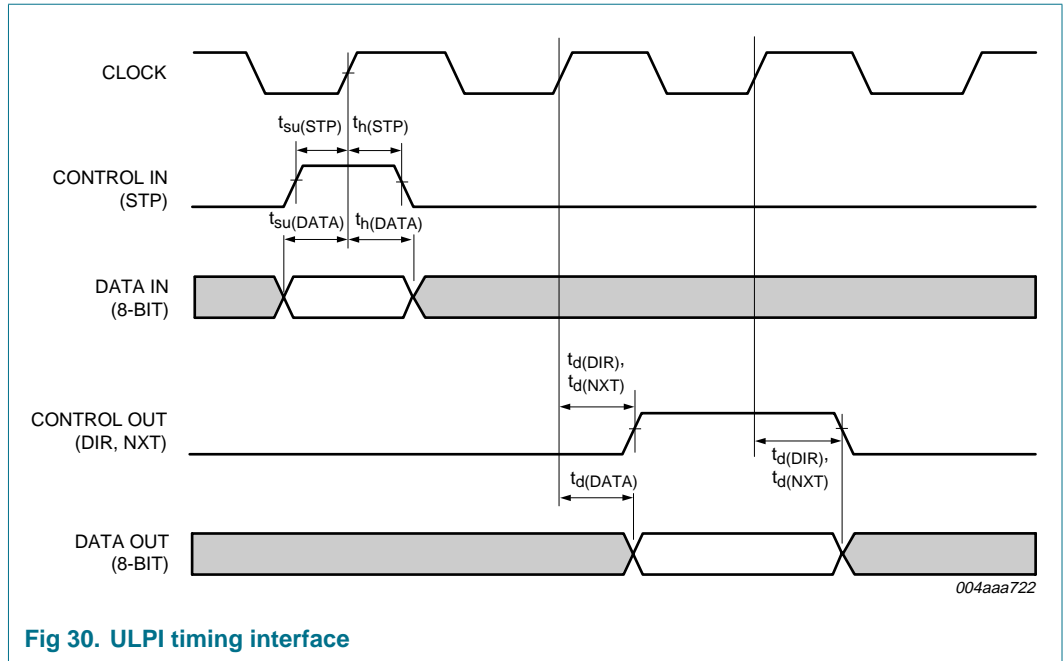 CLOCK
tsu(STP) th(STP)
CONTROL IN
(STP)
tsu(DATA) th(DATA)
DATA IN
(8-BIT)
td(DIR),
td(NXT)
CONTROL OUT
(DIR, NXT)
td(DIR),
td(NXT)
td(DATA)
DATA OUT
(8-BIT)
004aaa722
Fig 30. ULPI timing interface